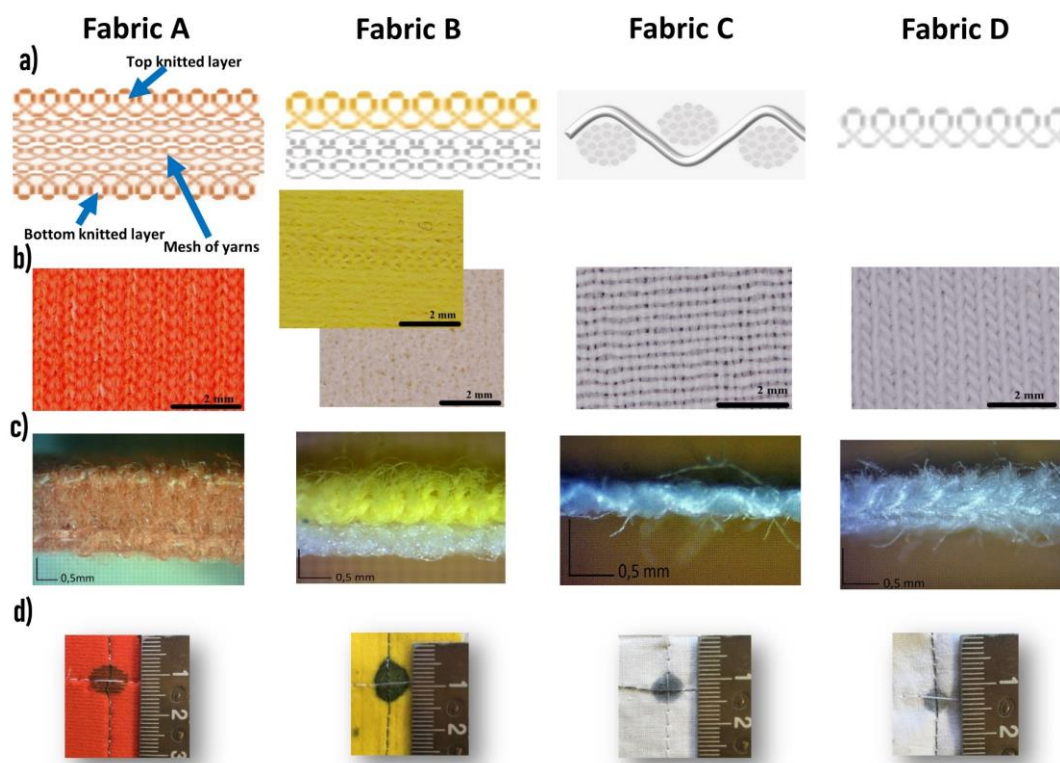 Fabric A
Fabric B
Fabric C
Fabric D
a)
Top knitted layer
Bottom knitted layer
Mesh of yarns
b)
2 mm
2 mm
2 mm
2 mm
2 mm
c)
0,5mm
0,5 mm
0,5 mm
0,5 mm
d)
1
2
3
1
2
1
2
1
2